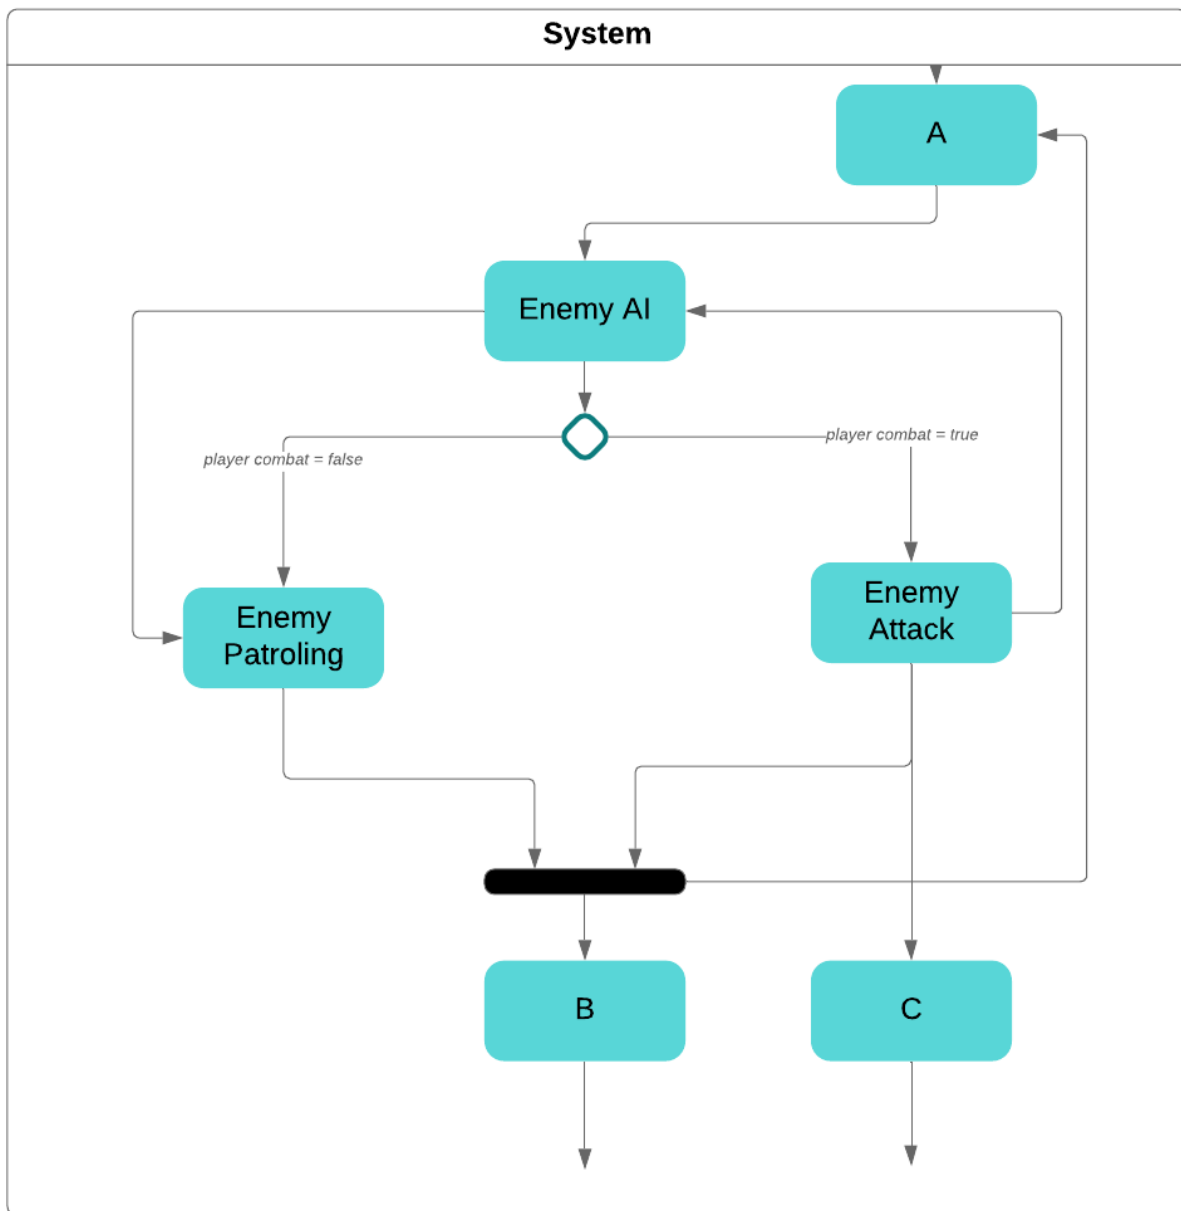 System
A
Enemy AI
player combat = true
player combat = false
Enemy
Attack
Enemy
Patroling
B
C